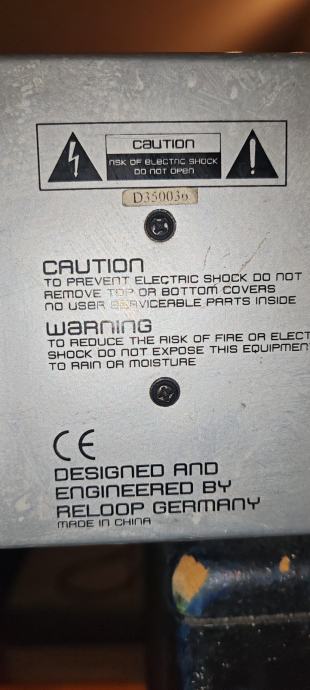 CAUTION
RISK OF ELECTRIC SHOCK
DO NOT OPEN
D350036
CAUTION
TO PREVENT ELECTRIC SHOCK DO NOT
REMOVE TOP OR BOTTOM COVERS
NO USER SERVICEABLE PARTS INSIDE
WARNING
TO REDUCE THE RISK OF FIRE OR ELECT
SHOCK DO NOT EXPOSE THIS EQUIPMEN
TO RAIN OR MOISTURE
CE
DESIGNED AND
ENGINEERED BY
RELOOP GERMANY
MADE IN CHINA